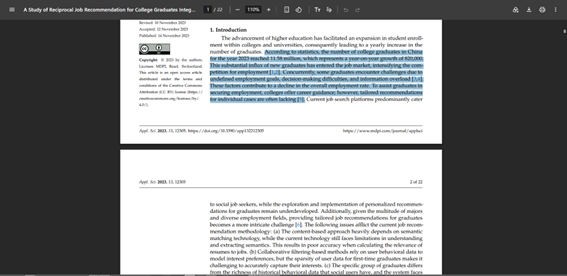 A Study of Reciprocal Job Recommendation for College Graduates Integ...
1 / 22
110%
Revised: 10 November 2023
Accepted: 12 November 2023
Published: 14 November 2023
Copyright: © 2023 by the authors.
Licensee MDPI, Basel, Switzerland.
This article is an open access article
distributed under the terms and
conditions of the Creative Commons
Attribution (CC BY) license (https://
creativecommons.org/licenses/by/
4.0/).
1. Introduction
The advancement of higher education has facilitated an expansion in student enroll-
ment within colleges and universities, consequently leading to a yearly increase in the
number of graduates. According to statistics, the number of college graduates in China
for the year 2023 reached 11.58 million, which represents a year-on-year growth of 820,000.
This substantial influx of new graduates has entered the job market, intensifying the com-
petition for employment [1,2]. Concurrently, some graduates encounter challenges due to
undefined employment goals, decision-making difficulties, and information overload [3,4].
These factors contribute to a decline in the overall employment rate. To assist graduates in
securing employment, colleges offer career guidance; however, tailored recommendations
for individual cases are often lacking [5]. Current job search platforms predominantly cater
Appl. Sci. 2023, 13, 12305. https://doi.org/10.3390/app132212305
https://www.mdpi.com/journal/applsci
Appl. Sci. 2023, 13, 12305
2 of 22
to social job seekers, while the exploration and implementation of personalized recommen-
dations for graduates remain underdeveloped. Additionally, given the multitude of majors
and diverse employment fields, providing tailored job recommendations for graduates
becomes a more intricate challenge [6]. The following issues afflict the current job recom-
mendation methodology: (a) The content-based approach heavily depends on semantic
matching technology, while the current technology still faces limitations in understanding
and extracting semantics. This results in poor accuracy when calculating the relevance of
resumes to jobs. (b) Collaborative filtering-based methods rely on user behavioral data to
model interest preferences, but the sparsity of user data for first-time graduates makes it
challenging to accurately capture their interests. (c) The specific group of graduates differs
from the richness of historical behavioral data that social users have, and the system faces